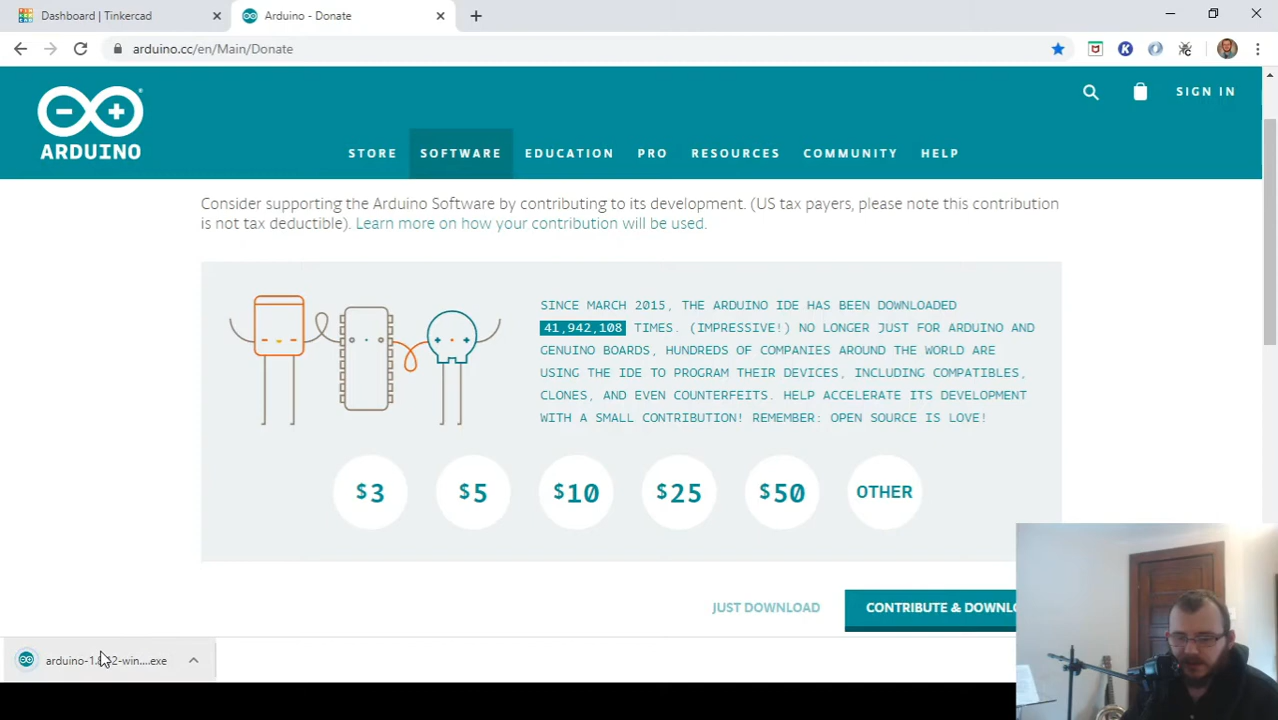 Dashboard | Tinkercad
Arduino - Donate
arduino.cc/en/Main/Donate
ARDUINO
SIGN IN
STORE SOFTWARE EDUCATION PRO RESOURCES COMMUNITY HELP
Consider supporting the Arduino Software by contributing to its development. (US tax payers, please note this contribution
is not tax deductible). Learn more on how your contribution will be used.
SINCE MARCH 2015, THE ARDUINO IDE HAS BEEN DOWNLOADED
41,942,108 TIMES. (IMPRESSIVE!) NO LONGER JUST FOR ARDUINO AND
GENUINO BOARDS, HUNDREDS OF COMPANIES AROUND THE WORLD ARE
USING THE IDE TO PROGRAM THEIR DEVICES, INCLUDING COMPATIBLES,
CLONES, AND EVEN COUNTERFEITS. HELP ACCELERATE ITS DEVELOPMENT
WITH A SMALL CONTRIBUTION! REMEMBER: OPEN SOURCE IS LOVE!
$3 $5 $10 $25 $50 OTHER
JUST DOWNLOAD CONTRIBUTE & DOWNLO